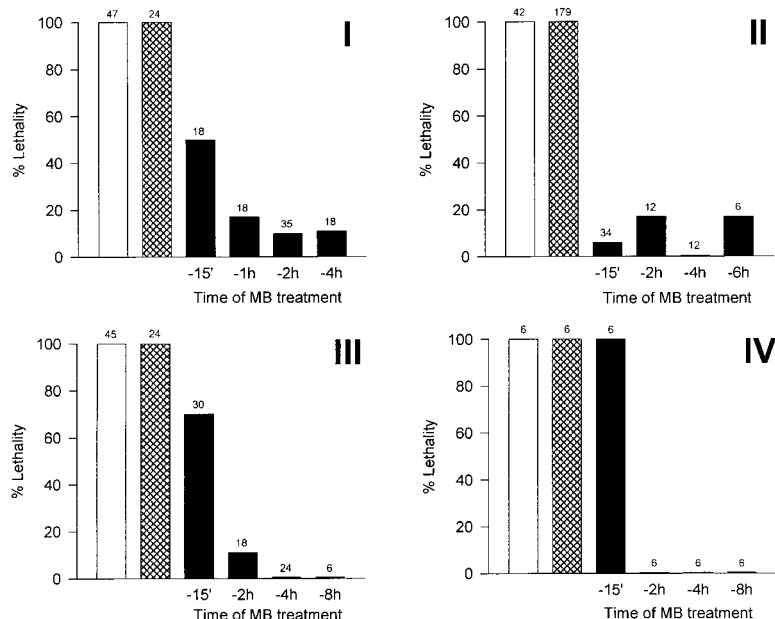 I
47 24
100
80
60
40
20
0
% Lethality
18
18
35
18
-15' -1h -2h -4h
Time of MB treatment
II
42 179
100
80
60
40
20
0
% Lethality
34
12
12
6
-15' -2h -4h -6h
Time of MB treatment
III
45 24
100
80
60
40
20
0
% Lethality
30
18
24
6
-15' -2h -4h -8h
Time of MB treatment
IV
6 6 6
100
80
60
40
20
0
% Lethality
6 6 6
-15' -2h -4h -8h
Time of MB treatment